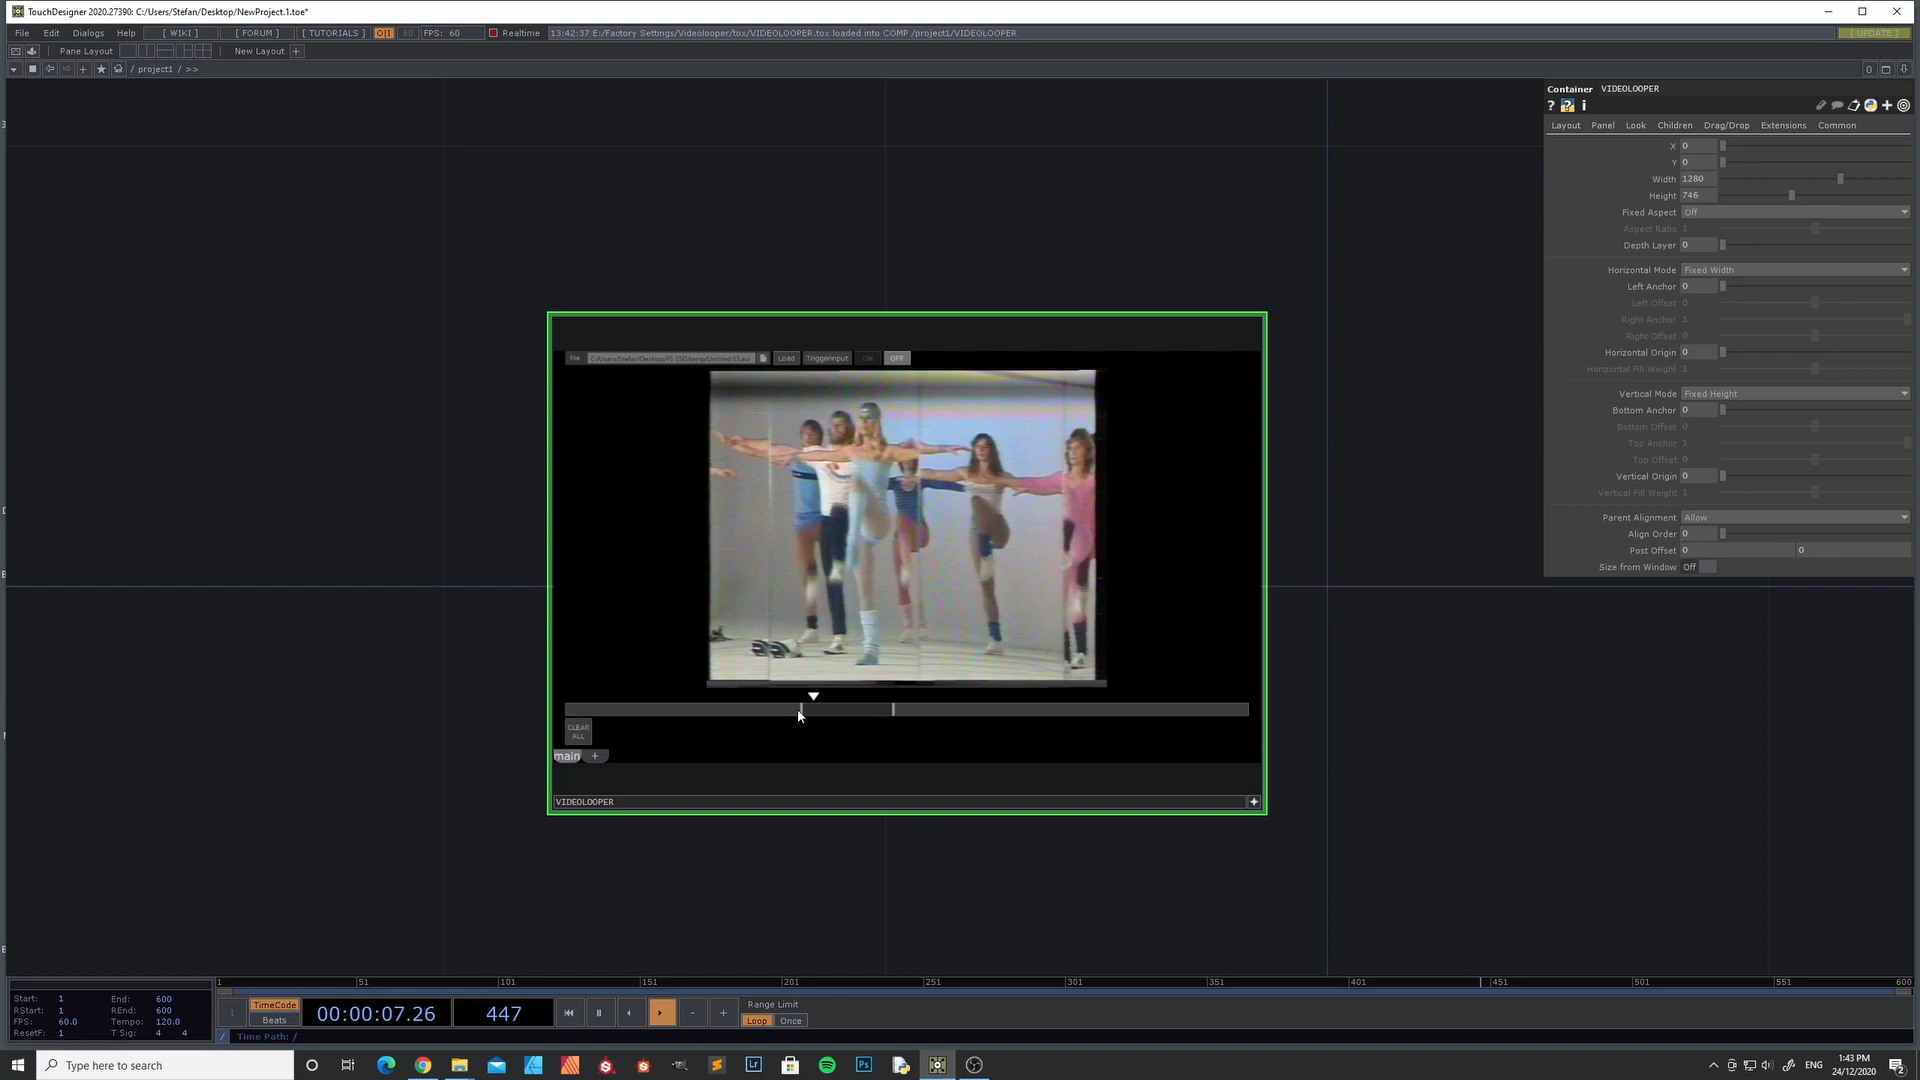 TouchDesigner 2020.27390: C:/Users/Stefan/Desktop/NewProject.1.toe*
File Edit Dialogs Help [ WIKI ] [ FORUM ] [ TUTORIALS ] O|I 60 FPS: 60 Realtime 13:42:37 E:/Factory Settings/Videolooper/tox/VIDEOLOOPER.tox loaded into COMP /project1/VIDEOLOOPER [ UPDATE ]
Pane Layout New Layout +
/ project1 / >> 0
Container VIDEOLOOPER
? ? i
Layout Panel Look Children Drag/Drop Extensions Common
X 0
Y 0
Width 1280
Height 746
Fixed Aspect Off
Aspect Ratio 1
Depth Layer 0
Horizontal Mode Fixed Width
Left Anchor 0
Left Offset 0
Right Anchor 1
Right Offset 0
Horizontal Origin 0
Horizontal Fill Weight 1
Vertical Mode Fixed Height
Bottom Anchor 0
Bottom Offset 0
Top Anchor 1
Top Offset 0
Vertical Origin 0
Vertical Fill Weight 1
Parent Alignment Allow
Align Order 0
Post Offset 0 0
Size from Window Off
File C:/Users/Stefan/Desktop/FS SSD/temp/Untitled 03.avi Load Triggerinput ON OFF
CLEAR
ALL
main +
VIDEOLOOPER
1 51 101 151 201 251 301 351 401 451 501 551 600
Start: 1 End: 600
RStart: 1 REnd: 600
FPS: 60.0 Tempo: 120.0
ResetF: 1 T Sig: 4 4
TimeCode
Beats
00:00:07.26 447
Range Limit
Loop Once
/ Time Path: /
Type here to search
Lr Ps
ENG
1:43 PM
24/12/2020
2